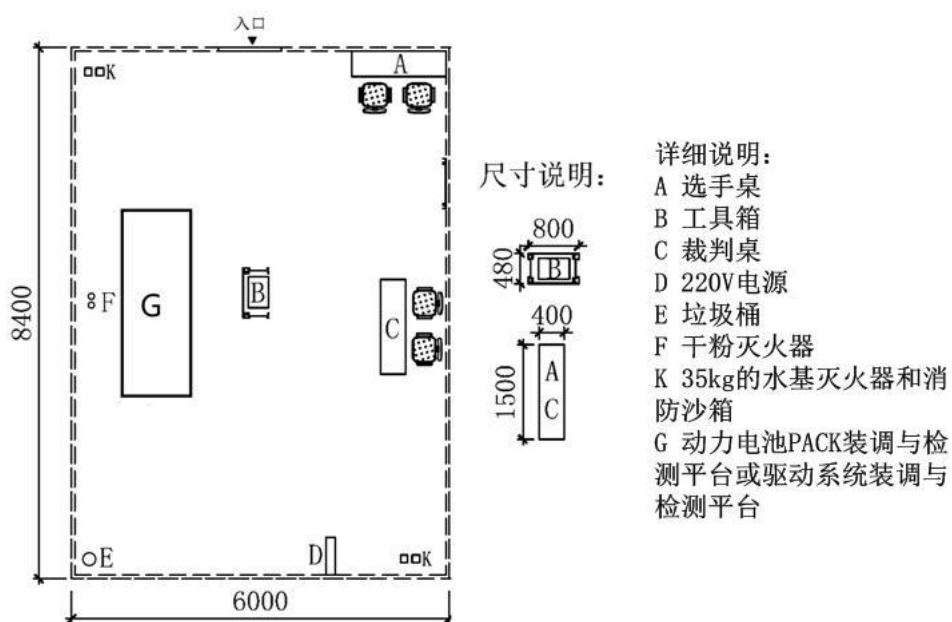 入口
K
A
G
F
B
C
E
D
K
8400
6000
尺寸说明：
800
480
B
400
1500
A
C
详细说明：
A 选手桌
B 工具箱
C 裁判桌
D 220V电源
E 垃圾桶
F 干粉灭火器
K 35kg的水基灭火器和消
防沙箱
G 动力电池PACK装调与检
测平台或驱动系统装调与
检测平台